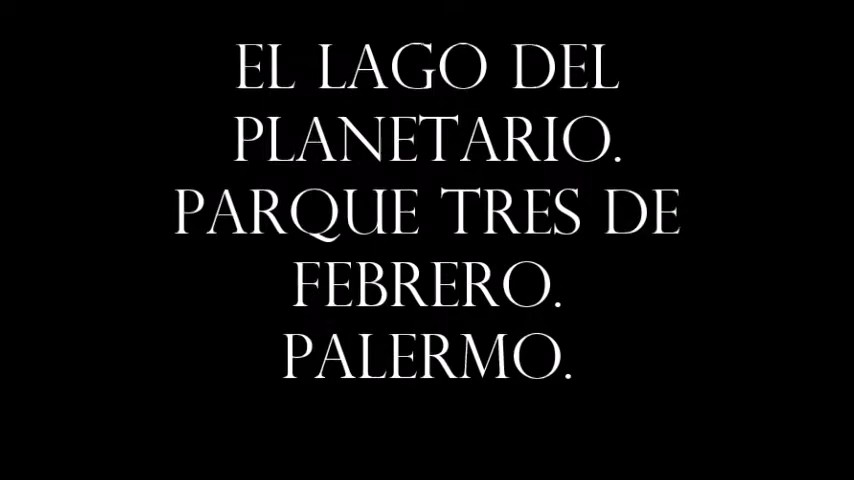 EL LAGO DEL
PLANETARIO.
PARQUE TRES DE
FEBRERO.
PALERMO.